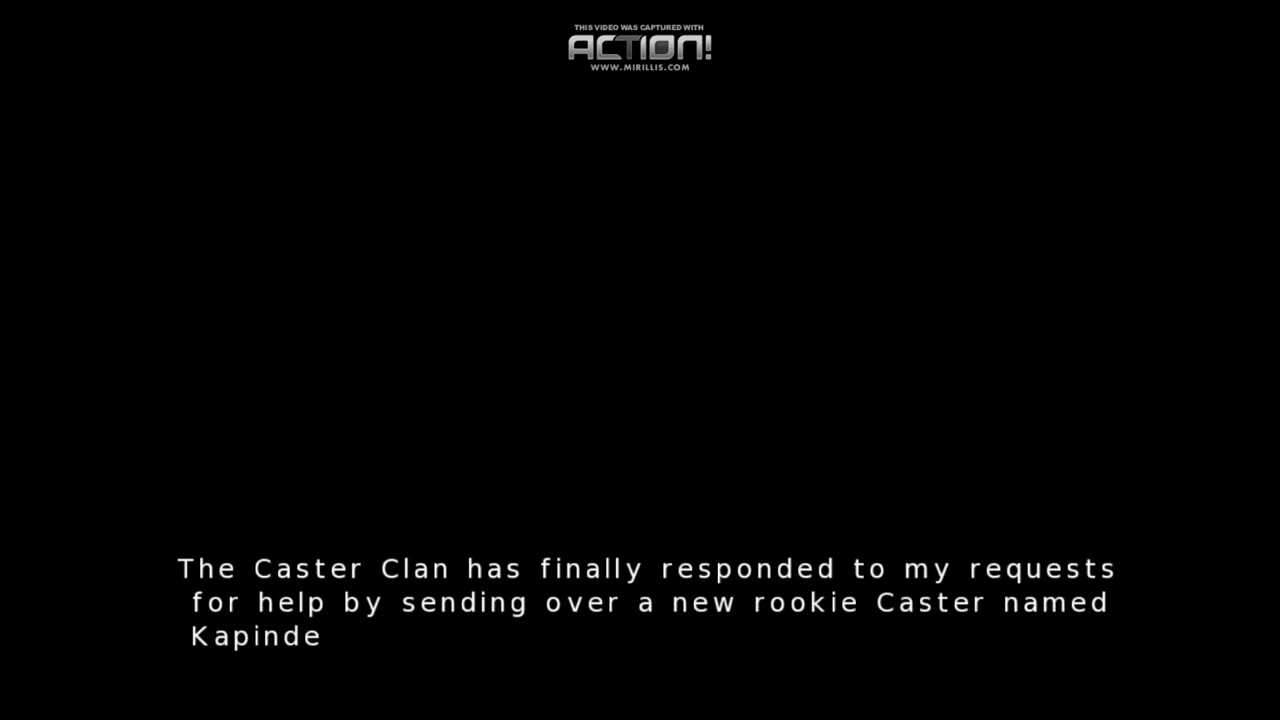 THIS VIDEO WAS CAPTURED WITH
ACTION!
WWW.MIRILLIS.COM
The Caster Clan has finally responded to my requests
for help by sending over a new rookie Caster named
Kapinde